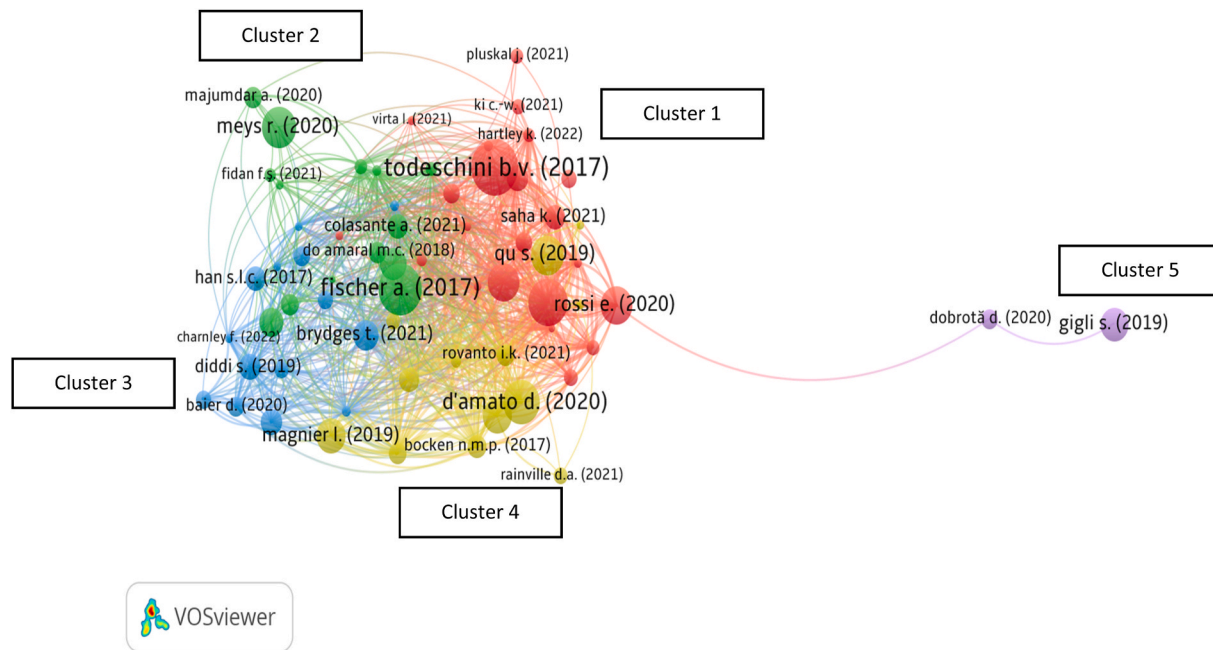 Cluster 2
pluskal j. (2021)
majumdar a. (2020)
ki c.-w. (2021)
Cluster 1
meys r. (2020)
virta l. (2021)
hartley k. (2022)
fidan f.ş. (2021)
todeschini b.v. (2017)
colasante a. (2021)
saha k. (2021)
do amaral m.c. (2018)
qu s. (2019)
han s.l.c. (2017)
Cluster 5
fischer a. (2017)
rossi e. (2020)
dobrotă d. (2020)
gigli s. (2019)
charnley f. (2022)
brydges t. (2021)
rovanto i.k. (2021)
diddi s. (2019)
Cluster 3
baier d. (2020)
d'amato d. (2020)
magnier l. (2019)
bocken n.m.p. (2017)
rainville d.a. (2021)
Cluster 4
VOSviewer